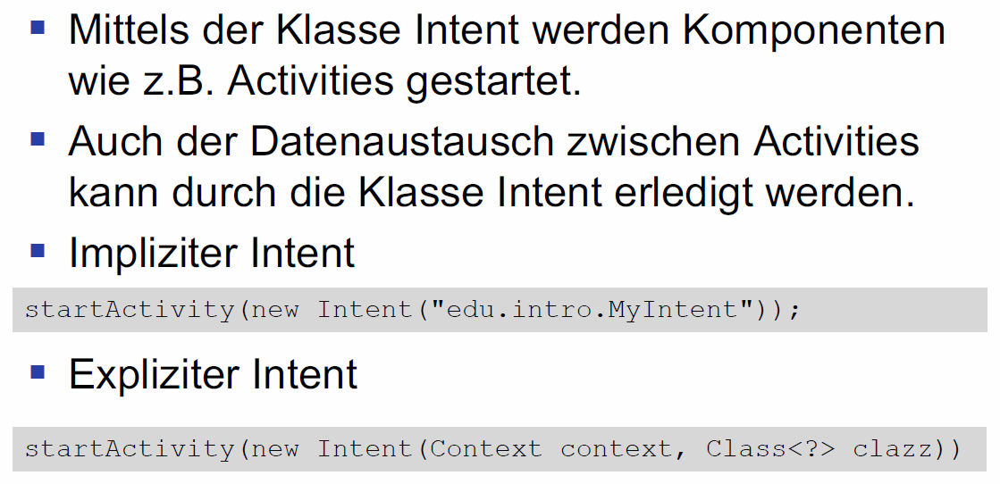 ▪ Mittels der Klasse Intent werden Komponenten
wie z.B. Activities gestartet.
▪ Auch der Datenaustausch zwischen Activities
kann durch die Klasse Intent erledigt werden.
▪ Impliziter Intent
startActivity(new Intent("edu.intro.MyIntent"));
▪ Expliziter Intent
startActivity(new Intent(Context context, Class<?> clazz))